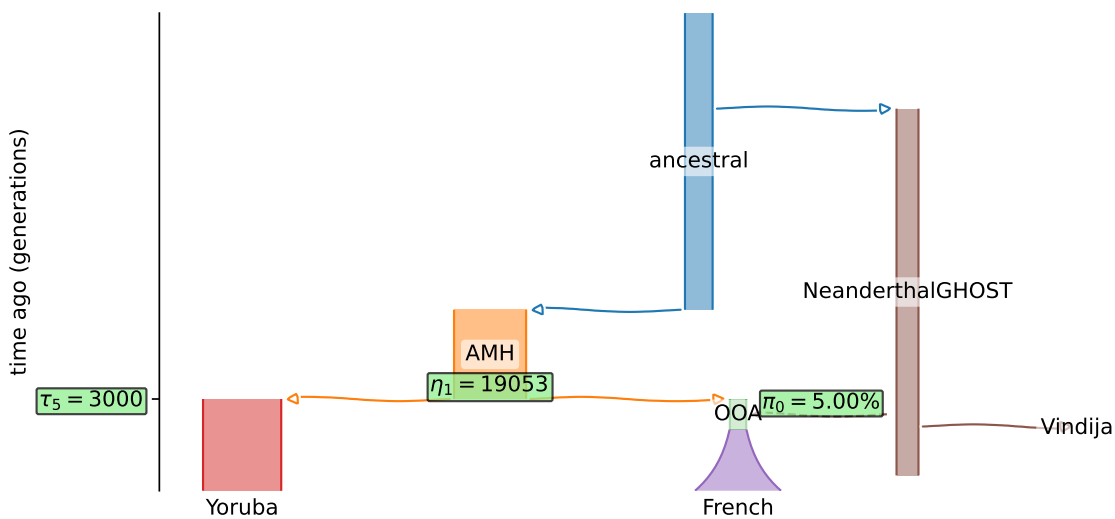 time ago (generations)
ancestral
NeanderthalGHOST
AMH
η₁ = 19053
τ₅ = 3000
π₀ = 5.00%
OOA
Vindija
Yoruba
French